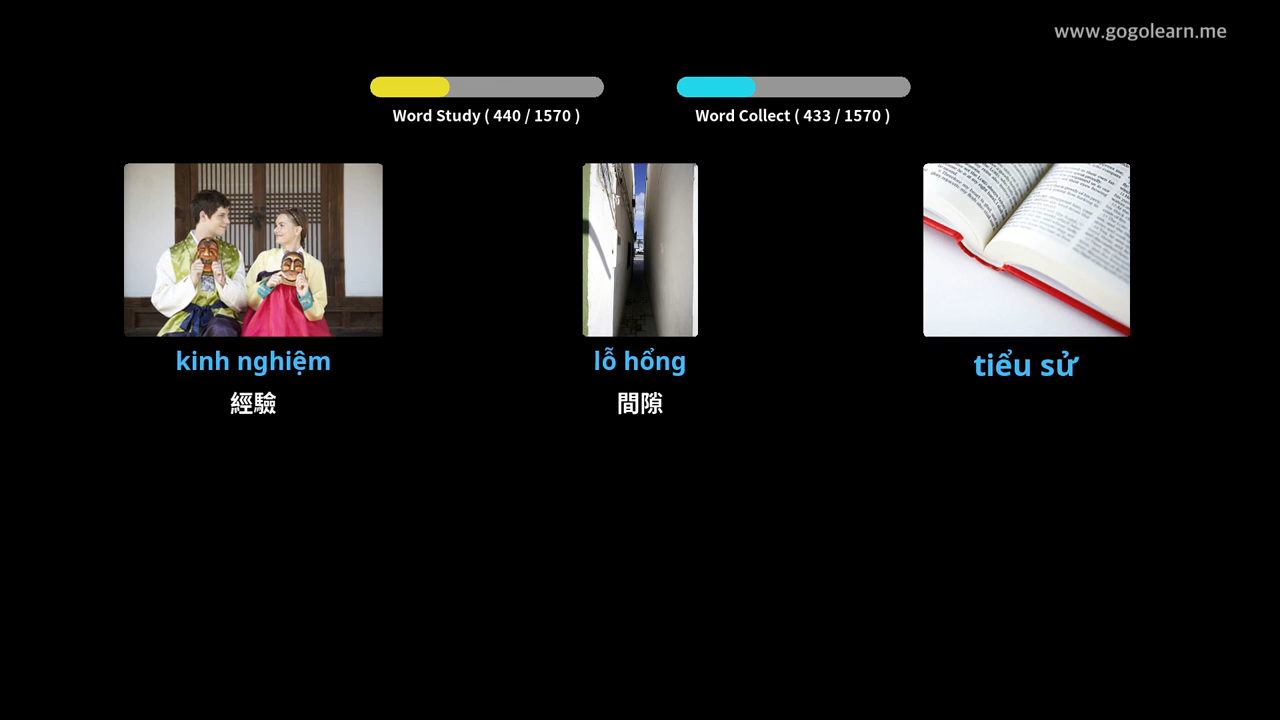 www.gogolearn.me
Word Study ( 440 / 1570 )
Word Collect ( 433 / 1570 )
kinh nghiệm
經驗
lỗ hổng
間隙
tiểu sử